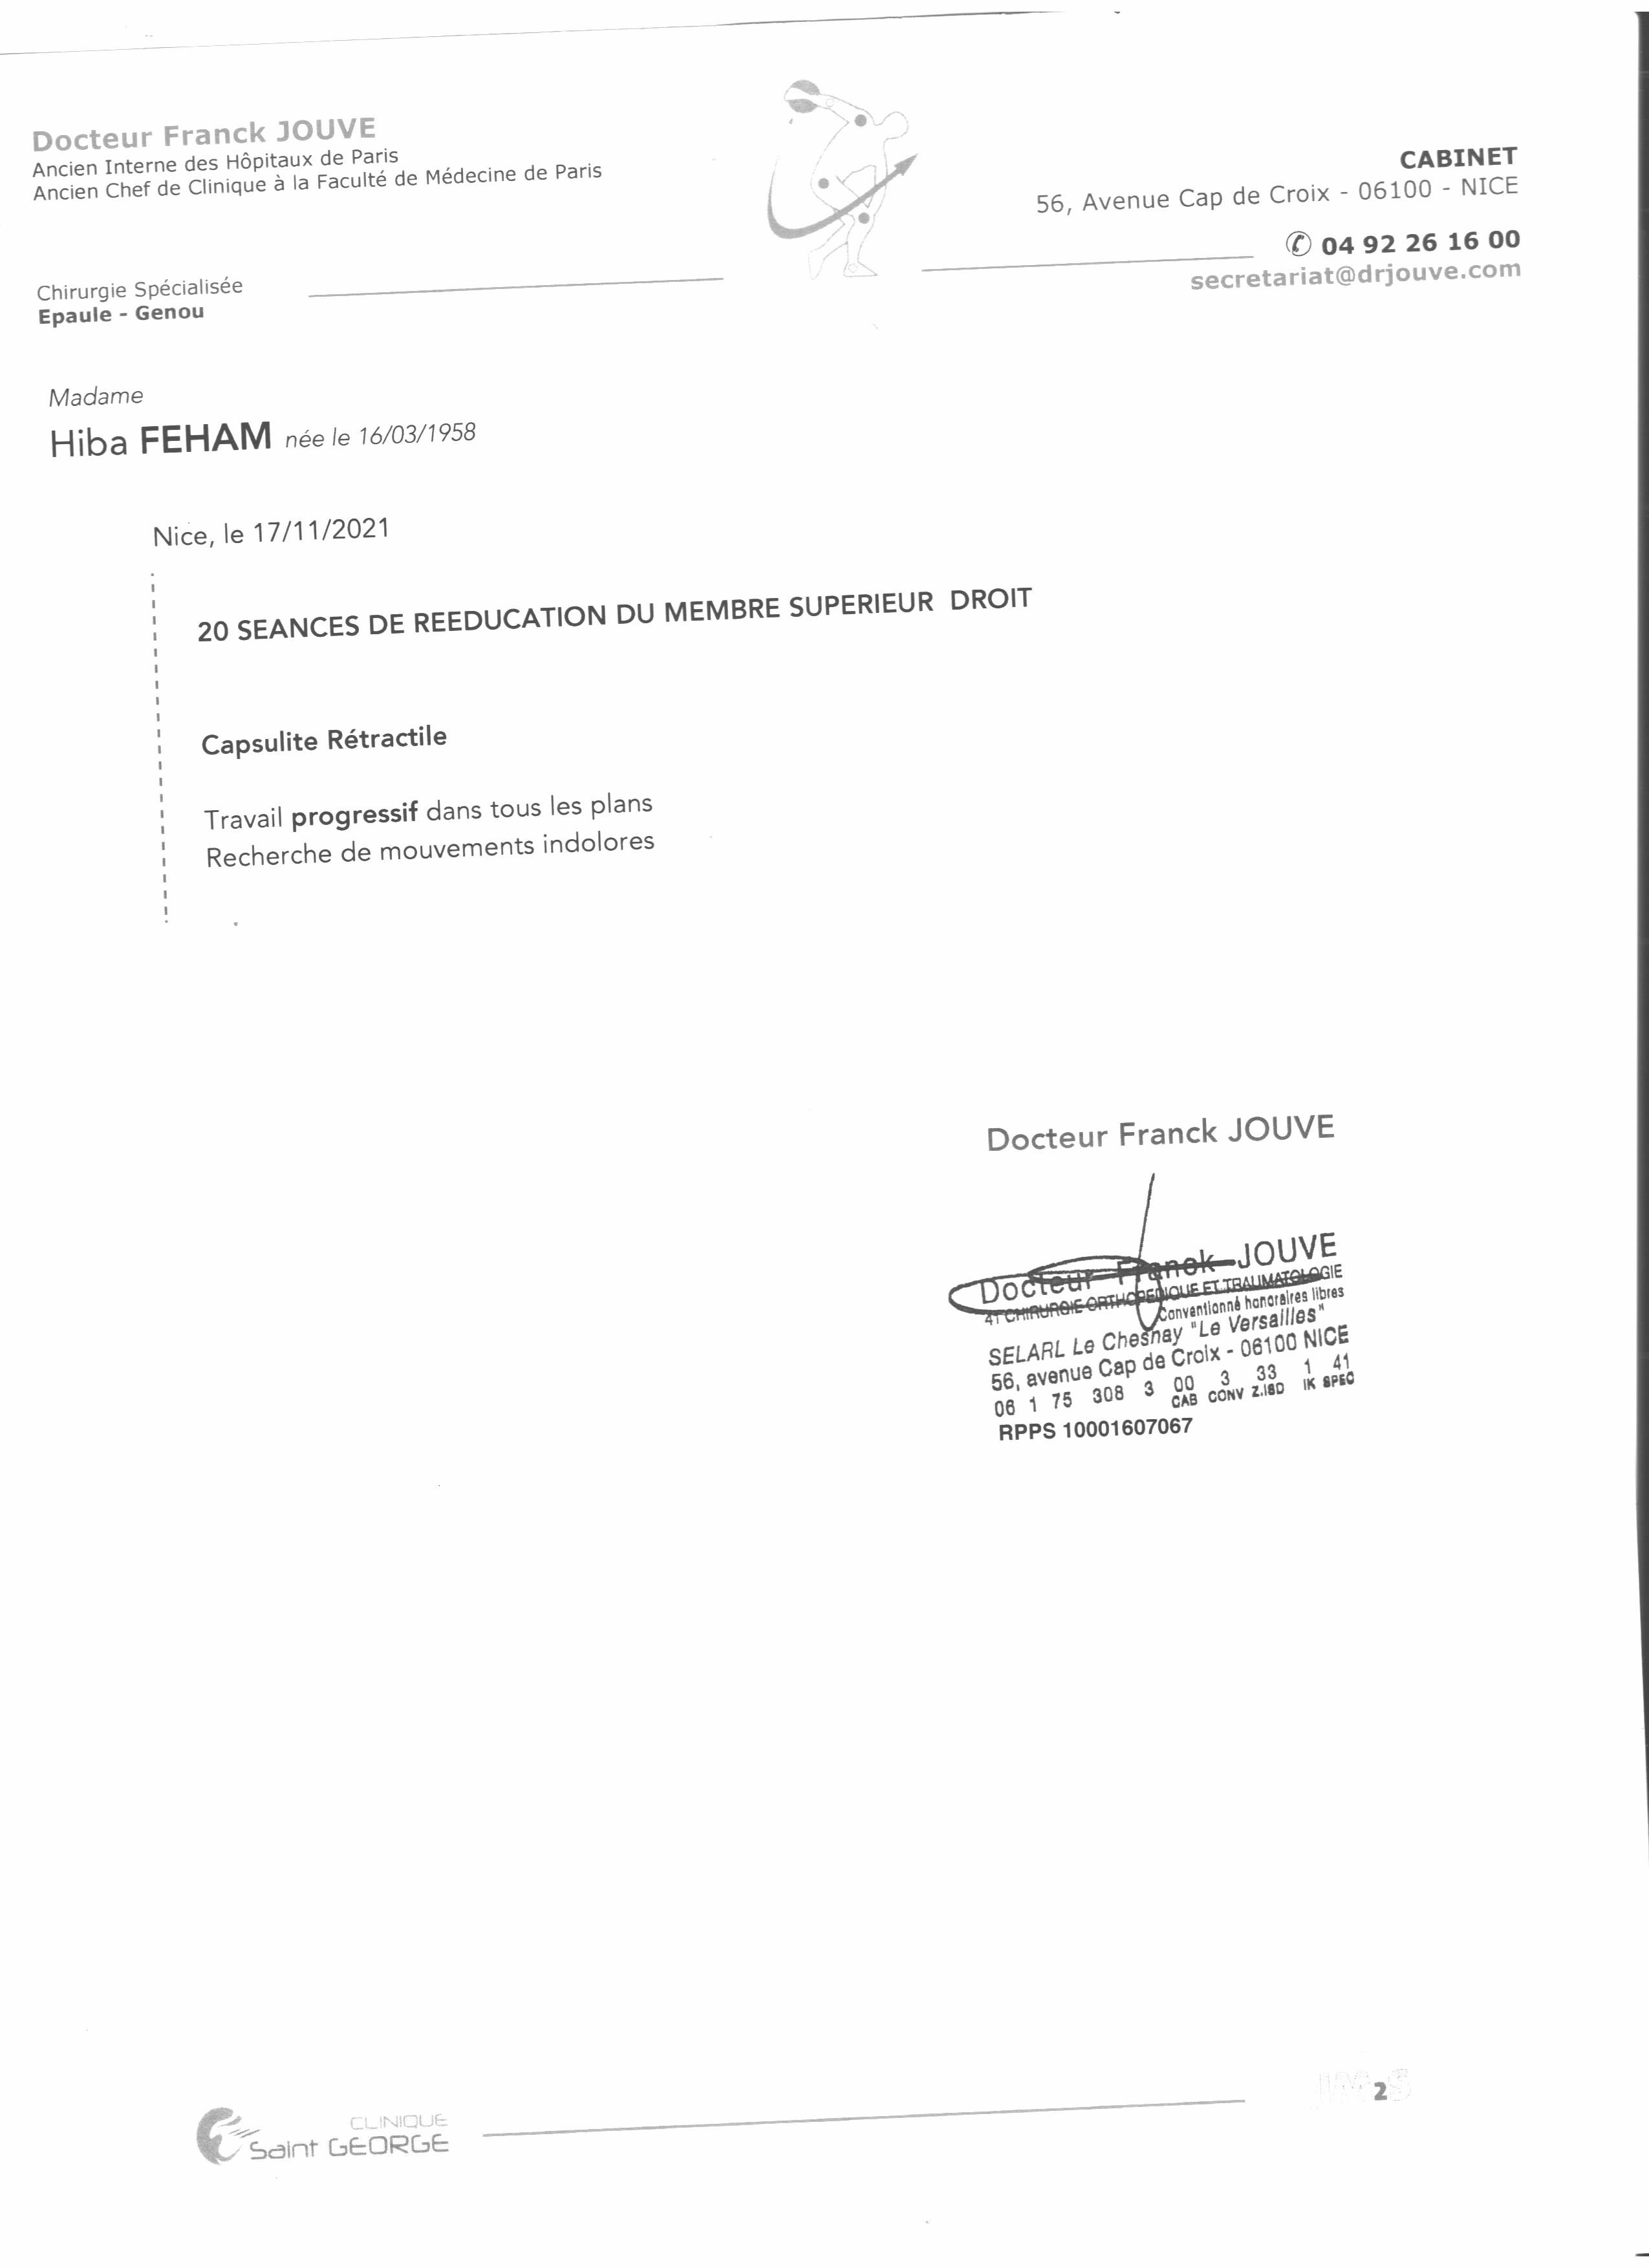 Docteur Franck JOUVE
Ancien Interne des Hôpitaux de Paris
Ancien Chef de Clinique à la Faculté de Médecine de Paris
CABINET
56, Avenue Cap de Croix - 06100 - NICE
✆ 04 92 26 16 00
secretariat@drjouve.com
Chirurgie Spécialisée
Epaule - Genou
Madame
Hiba FEHAM née le 16/03/1958
Nice, le 17/11/2021
20 SEANCES DE REEDUCATION DU MEMBRE SUPERIEUR DROIT
Capsulite Rétractile
Travail progressif dans tous les plans
Recherche de mouvements indolores
Docteur Franck JOUVE
Docteur Franck JOUVE
41 CHIRURGIE ORTHOPEDIQUE ET TRAUMATOLOGIE
Conventionné honoraires libres
SELARL Le Chesnay "Le Versailles"
56, avenue Cap de Croix - 06100 NICE
06 1 75 308 3 00 3 33 1 41
CAB CONV Z.ISD IK SPEC
RPPS 10001607067
2
CLINIQUE
Saint GEORGE